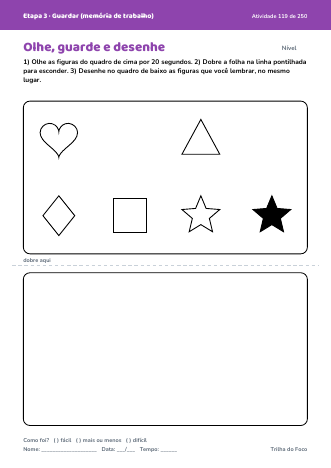 Etapa 3 · Guardar (memória de trabalho)
Atividade 119 de 250
Olhe, guarde e desenhe
Nível
1) Olhe as figuras do quadro de cima por 20 segundos. 2) Dobre a folha na linha pontilhada
para esconder. 3) Desenhe no quadro de baixo as figuras que você lembrar, no mesmo
lugar.
dobre aqui
Como foi? ( ) fácil ( ) mais ou menos ( ) difícil
Nome: ____________________ Data: ___/___ Tempo: ______
Trilha do Foco